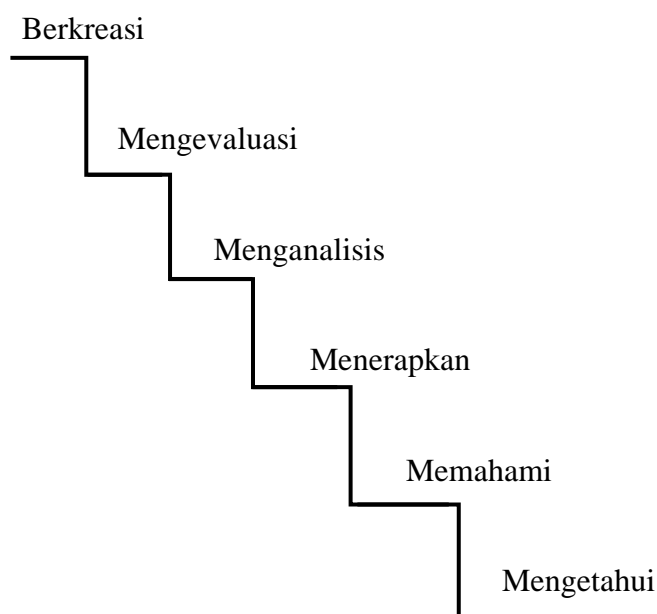 Berkreasi
Mengevaluasi
Menganalisis
Menerapkan
Memahami
Mengetahui